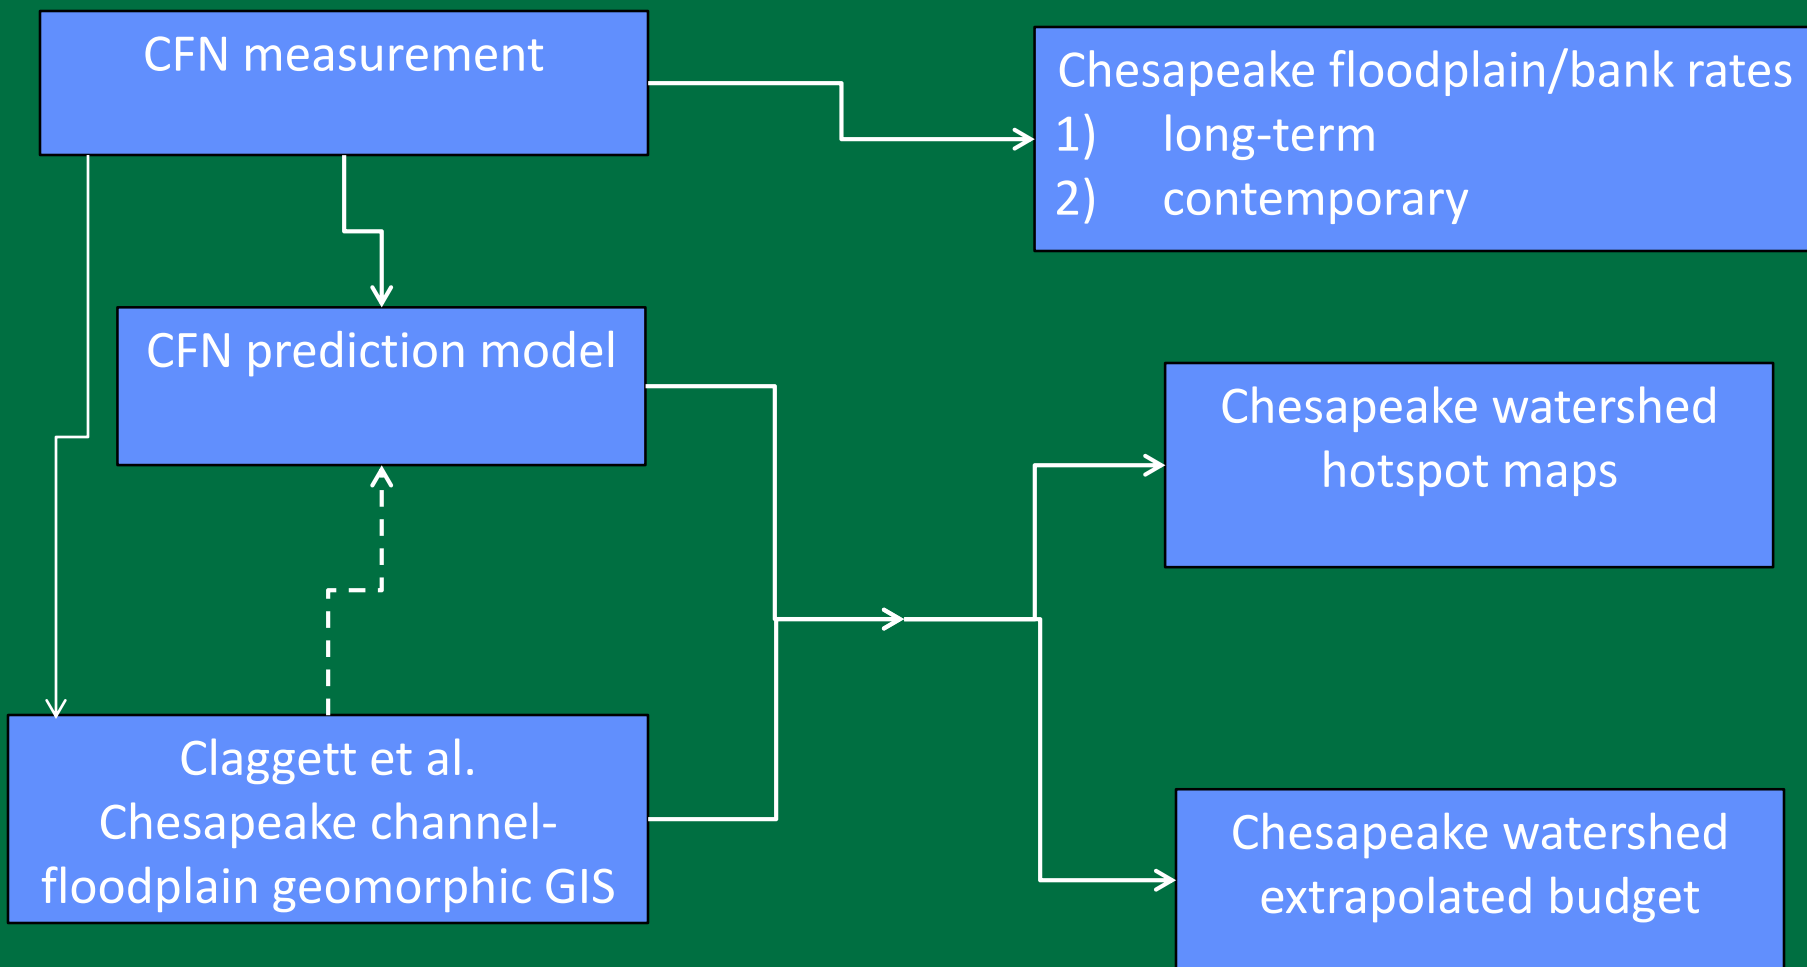 CFN measurement
Chesapeake floodplain/bank rates
1) long-term
2) contemporary
CFN prediction model
Chesapeake watershed
hotspot maps
Claggett et al.
Chesapeake channel-
floodplain geomorphic GIS
Chesapeake watershed
extrapolated budget